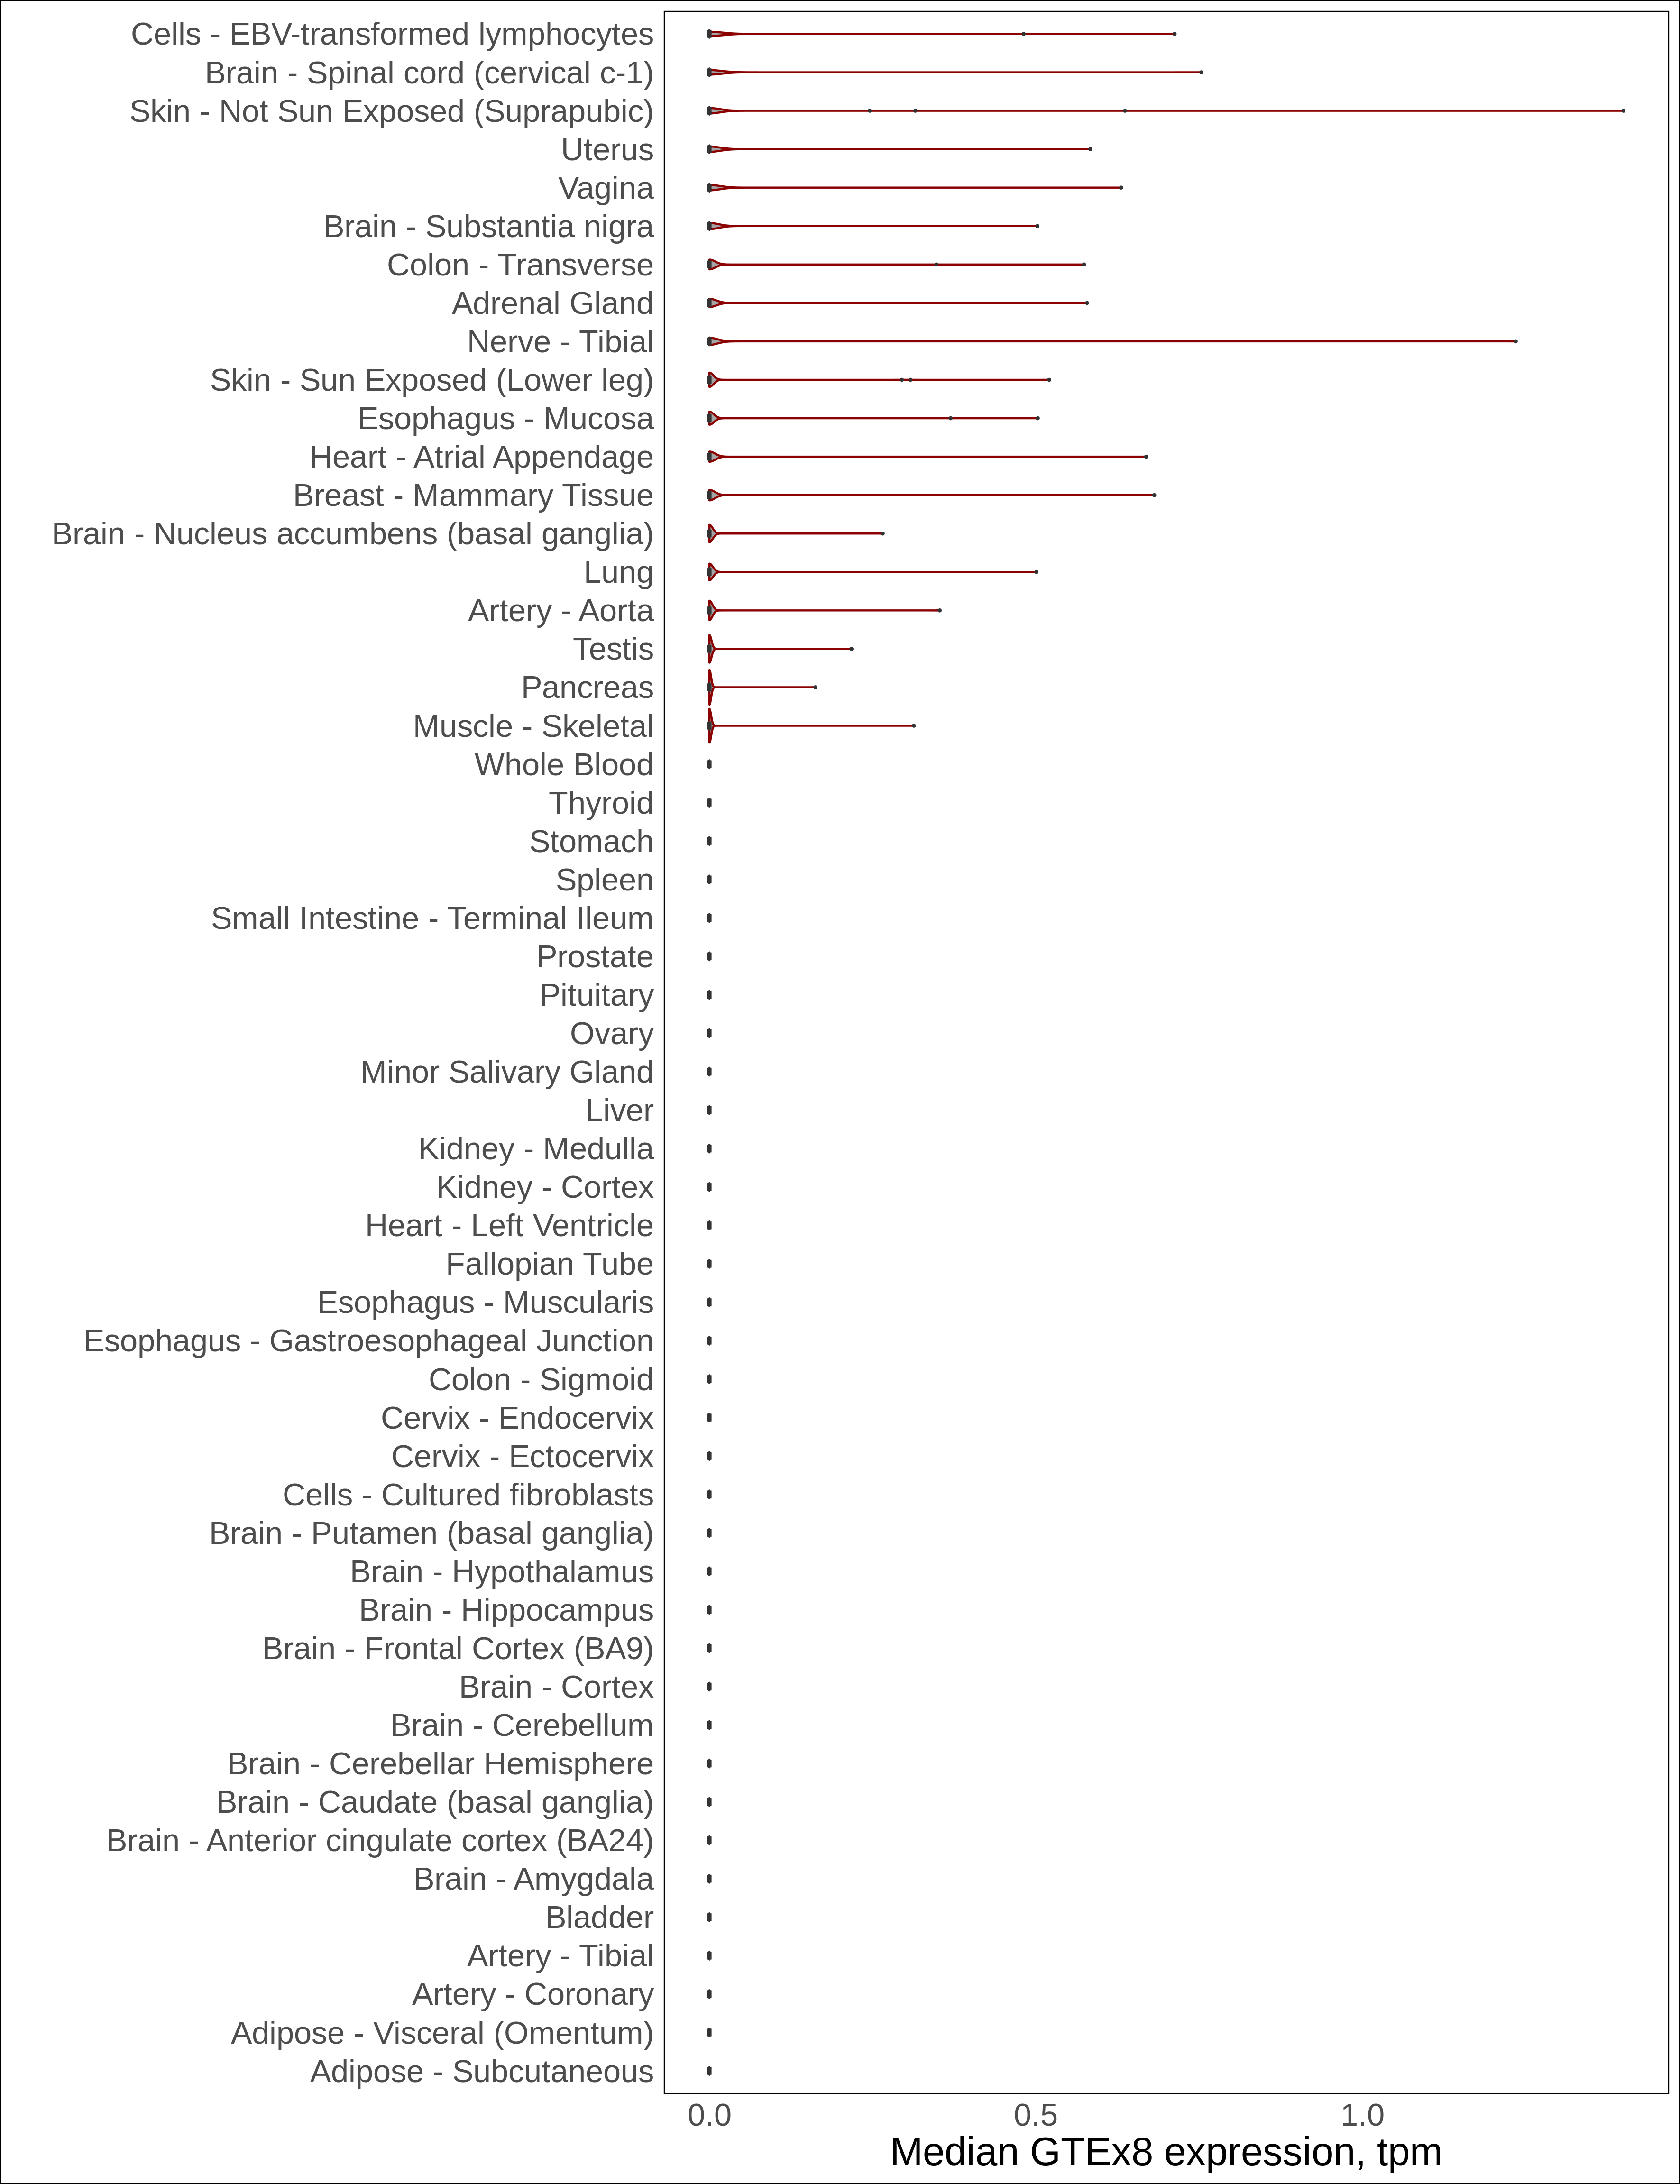 Cells - EBV-transformed lymphocytes
Brain - Spinal cord (cervical c-1)
Skin - Not Sun Exposed (Suprapubic)
Uterus
Vagina
Brain - Substantia nigra
Colon - Transverse
Adrenal Gland
Nerve - Tibial
Skin - Sun Exposed (Lower leg)
Esophagus - Mucosa
Heart - Atrial Appendage
Breast - Mammary Tissue
Brain - Nucleus accumbens (basal ganglia)
Lung
Artery - Aorta
Testis
Pancreas
Muscle - Skeletal
Whole Blood
Thyroid
Stomach
Spleen
Small Intestine - Terminal Ileum
Prostate
Pituitary
Ovary
Minor Salivary Gland
Liver
Kidney - Medulla
Kidney - Cortex
Heart - Left Ventricle
Fallopian Tube
Esophagus - Muscularis
Esophagus - Gastroesophageal Junction
Colon - Sigmoid
Cervix - Endocervix
Cervix - Ectocervix
Cells - Cultured fibroblasts
Brain - Putamen (basal ganglia)
Brain - Hypothalamus
Brain - Hippocampus
Brain - Frontal Cortex (BA9)
Brain - Cortex
Brain - Cerebellum
Brain - Cerebellar Hemisphere
Brain - Caudate (basal ganglia)
Brain - Anterior cingulate cortex (BA24)
Brain - Amygdala
Bladder
Artery - Tibial
Artery - Coronary
Adipose - Visceral (Omentum)
Adipose - Subcutaneous
0.0 0.5 1.0
Median GTEx8 expression, tpm